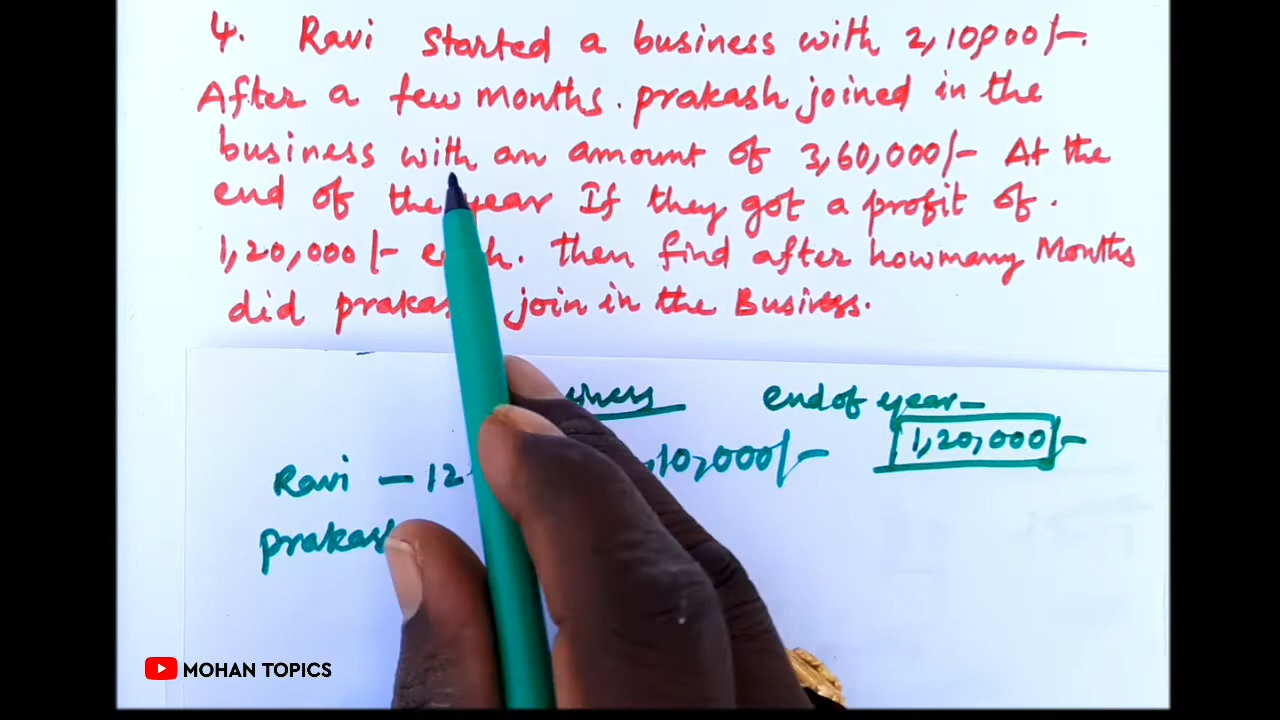 4. Ravi started a business with 2,10,000/-.
After a few months. prakash joined in the
business with an amount of 3,60,000/- At the
end of the year If they got a profit of.
1,20,000/- . Then find after howmany Months
did join in the Business.
end of year -
Ravi - 12 1,20,000/-
MOHAN TOPICS